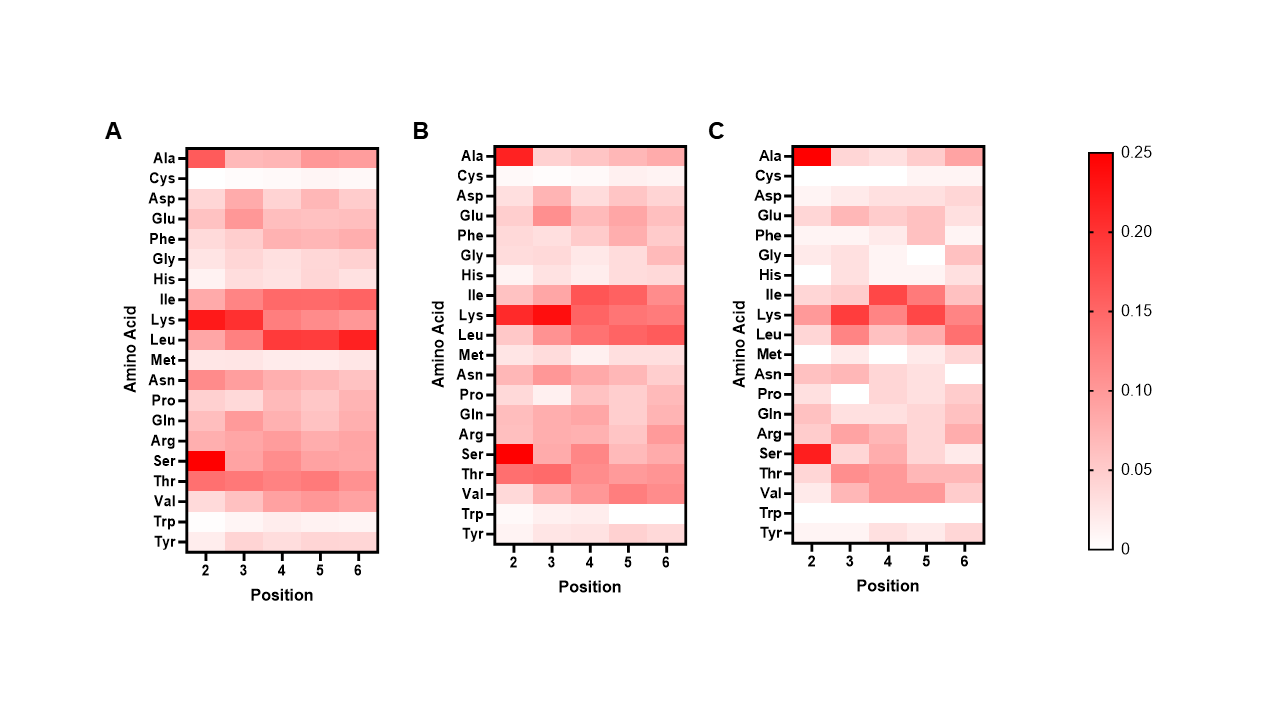 A
Amino Acid
Ala
Cys
Asp
Glu
Phe
Gly
His
Ile
Lys
Leu
Met
Asn
Pro
Gln
Arg
Ser
Thr
Val
Trp
Tyr
2 3 4 5 6
Position
B
Amino Acid
Ala
Cys
Asp
Glu
Phe
Gly
His
Ile
Lys
Leu
Met
Asn
Pro
Gln
Arg
Ser
Thr
Val
Trp
Tyr
2 3 4 5 6
Position
C
Amino Acid
Ala
Cys
Asp
Glu
Phe
Gly
His
Ile
Lys
Leu
Met
Asn
Pro
Gln
Arg
Ser
Thr
Val
Trp
Tyr
2 3 4 5 6
Position
0.25
0.20
0.15
0.10
0.05
0